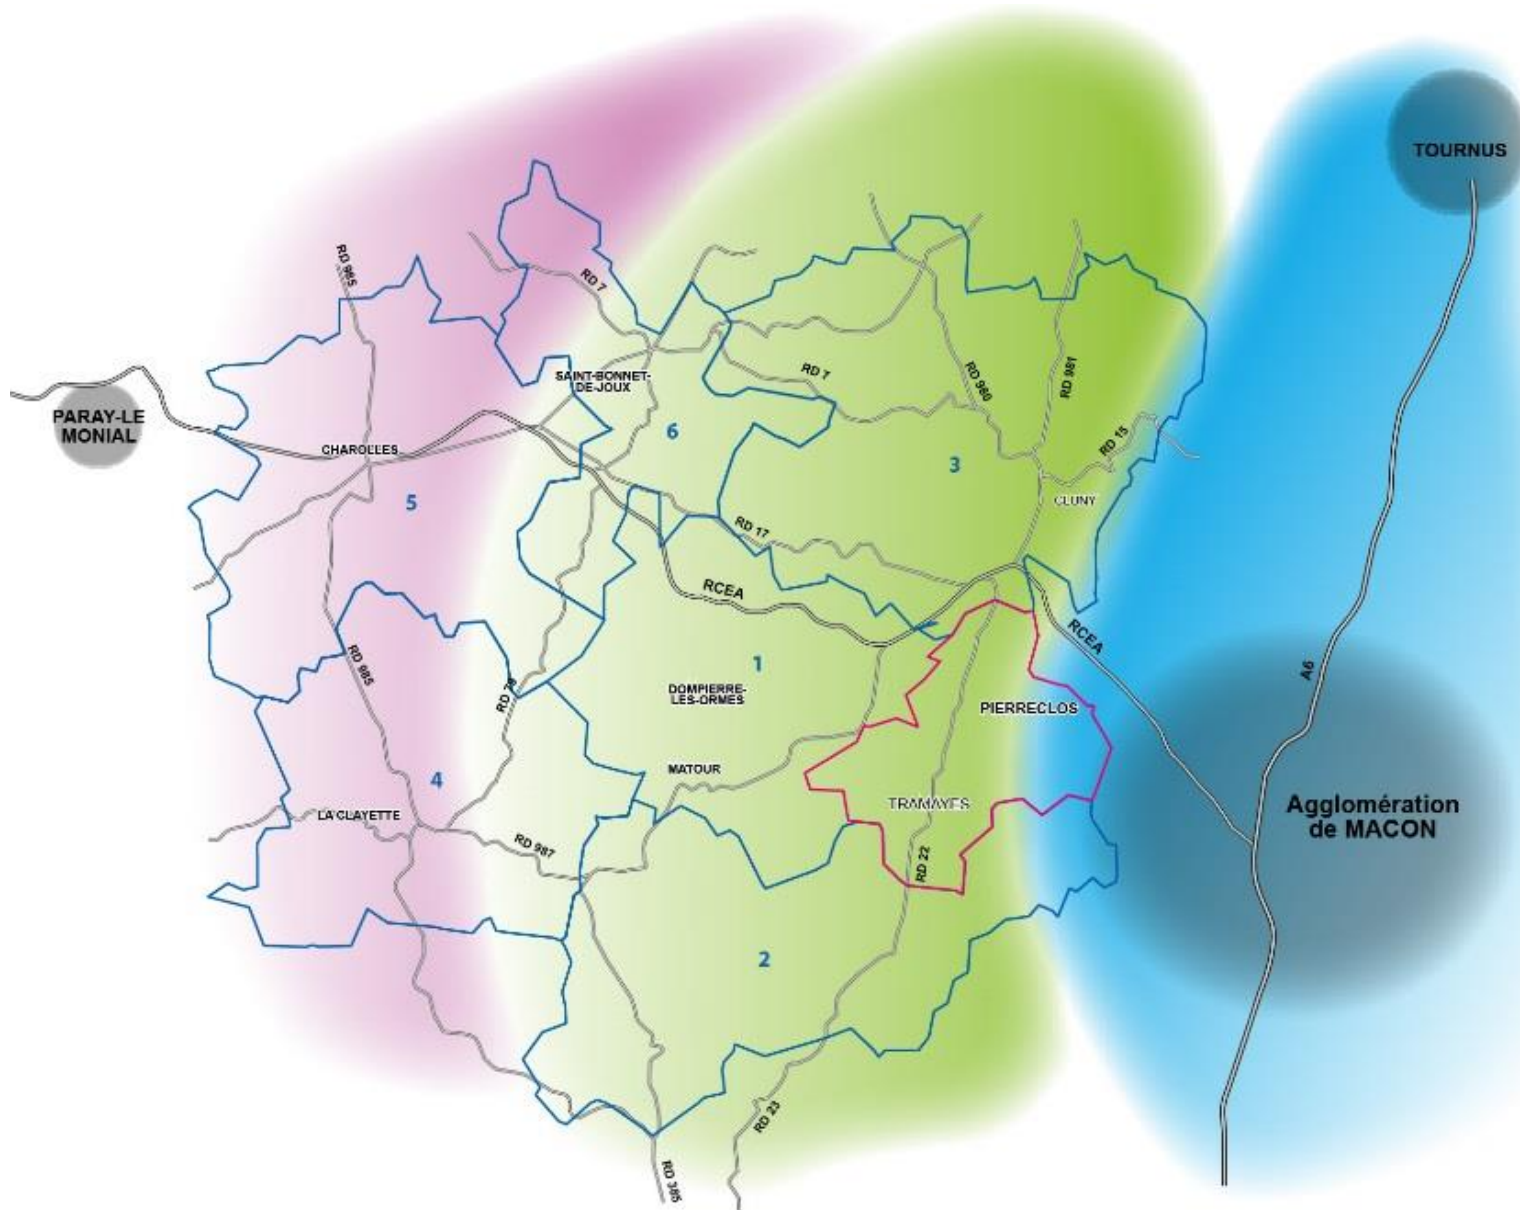 TOURNUS
RD 985
RD 7
SAINT-BONNET-
DE-JOUX
RD 7
RD 980
RD 981
PARAY-LE
MONIAL
CHAROLLES
6
RD 15
3
5
CLUNY
RD 17
RCEA
RCEA
1
RD 985
RD 79
DOMPIERRE-
LES-ORMES
PIERRECLOS
A6
MATOUR
4
TRAMAYES
Agglomération
de MACON
LA CLAYETTE
RD 987
RD 22
2
RD 23
RD 385